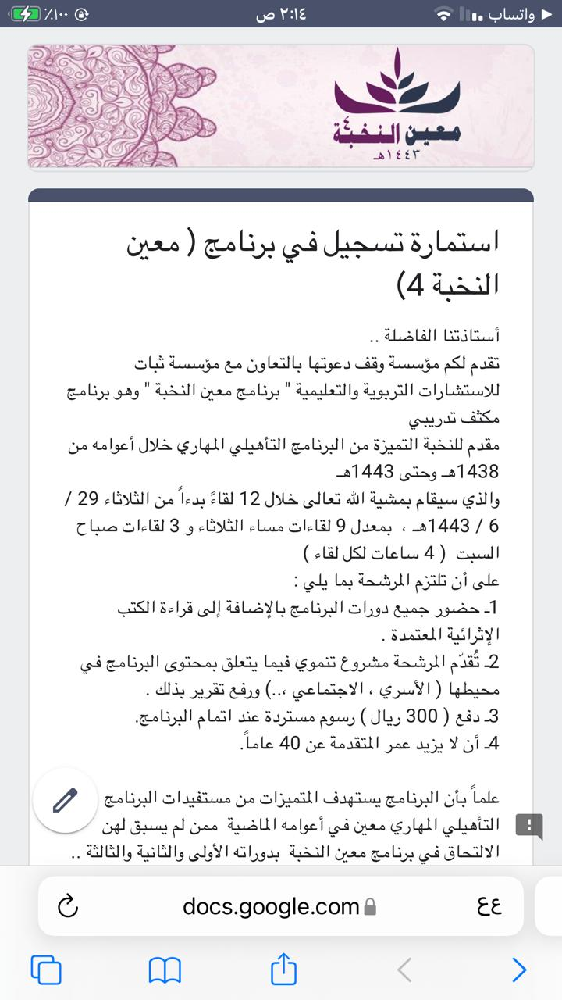 ٪١٠٠
٢:١٤ ص
واتساب
معين النخبة ٤
١٤٤٣هـ
استمارة تسجيل في برنامج ( معين
النخبة 4)
أستاذتنا الفاضلة ..
تقدم لكم مؤسسة وقف دعوتها بالتعاون مع مؤسسة ثبات
للاستشارات التربوية والتعليمية " برنامج معين النخبة " وهو برنامج
مكثف تدريبي
مقدم للنخبة التميزة من البرنامج التأهيلي المهاري خلال أعوامه من
1438هـ وحتى 1443هـ
والذي سيقام بمشية الله تعالى خلال 12 لقاءً بدءاً من الثلاثاء 29 /
6 / 1443هـ ، بمعدل 9 لقاءات مساء الثلاثاء و 3 لقاءات صباح
السبت ( 4 ساعات لكل لقاء )
على أن تلتزم المرشحة بما يلي :
1ـ حضور جميع دورات البرنامج بالإضافة إلى قراءة الكتب
الإثرائية المعتمدة .
2ـ تُقدّم المرشحة مشروع تنموي فيما يتعلق بمحتوى البرنامج في
محيطها ( الأسري ، الاجتماعي ،..) ورفع تقرير بذلك .
3ـ دفع ( 300 ريال ) رسوم مستردة عند اتمام البرنامج.
4ـ أن لا يزيد عمر المتقدمة عن 40 عاماً.
علماً بأن البرنامج يستهدف المتميزات من مستفيدات البرنامج
التأهيلي المهاري معين في أعوامه الماضية ممن لم يسبق لهن
الالتحاق في برنامج معين النخبة بدوراته الأولى والثانية والثالثة ..
docs.google.com
ﻋﻊ